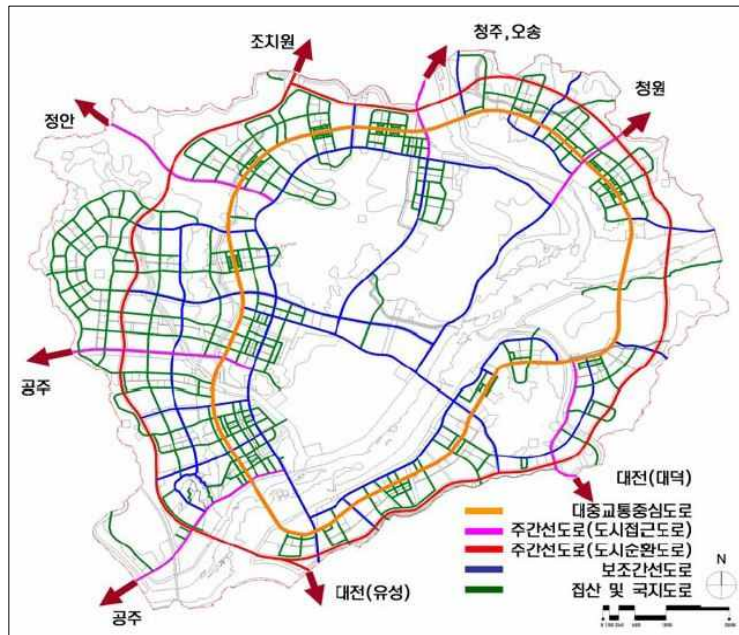 청주,오송
조치원
청원
정안
공주
대전(대덕)
대중교통중심도로
주간선도로(도시접근도로)
주간선도로(도시순환도로)
보조간선도로
집산 및 국지도로
N
대전(유성)
공주